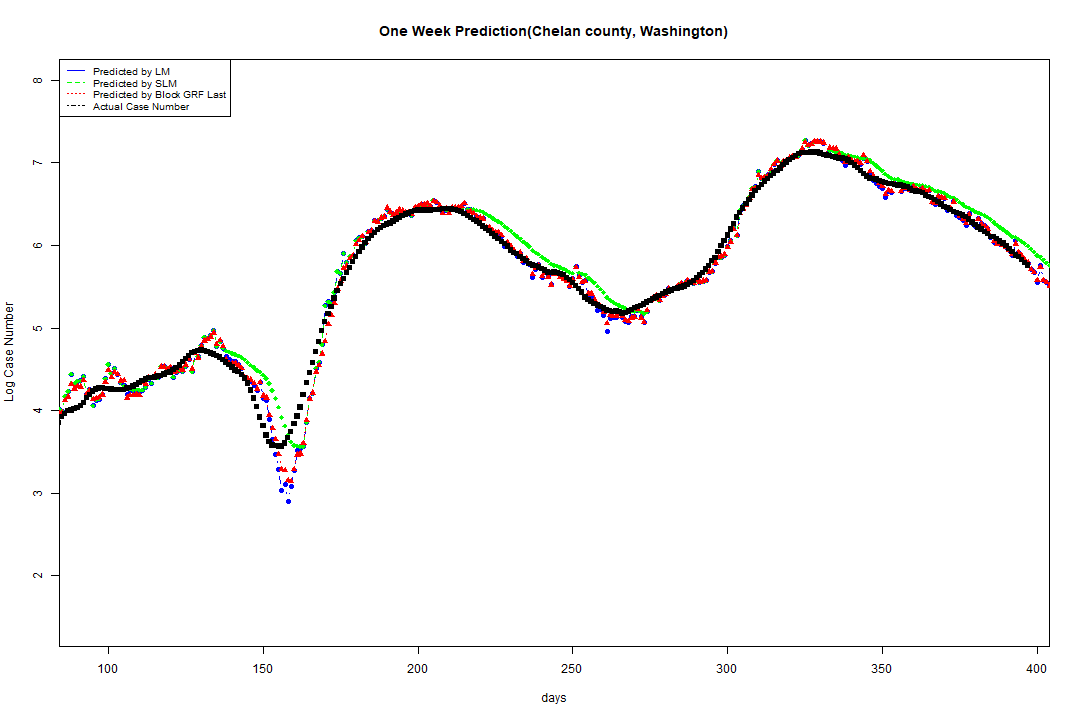 One Week Prediction(Chelan county, Washington)
Predicted by LM
Predicted by SLM
Predicted by Block GRF Last
Actual Case Number
8
7
6
5
4
3
2
Log Case Number
100 150 200 250 300 350 400
days